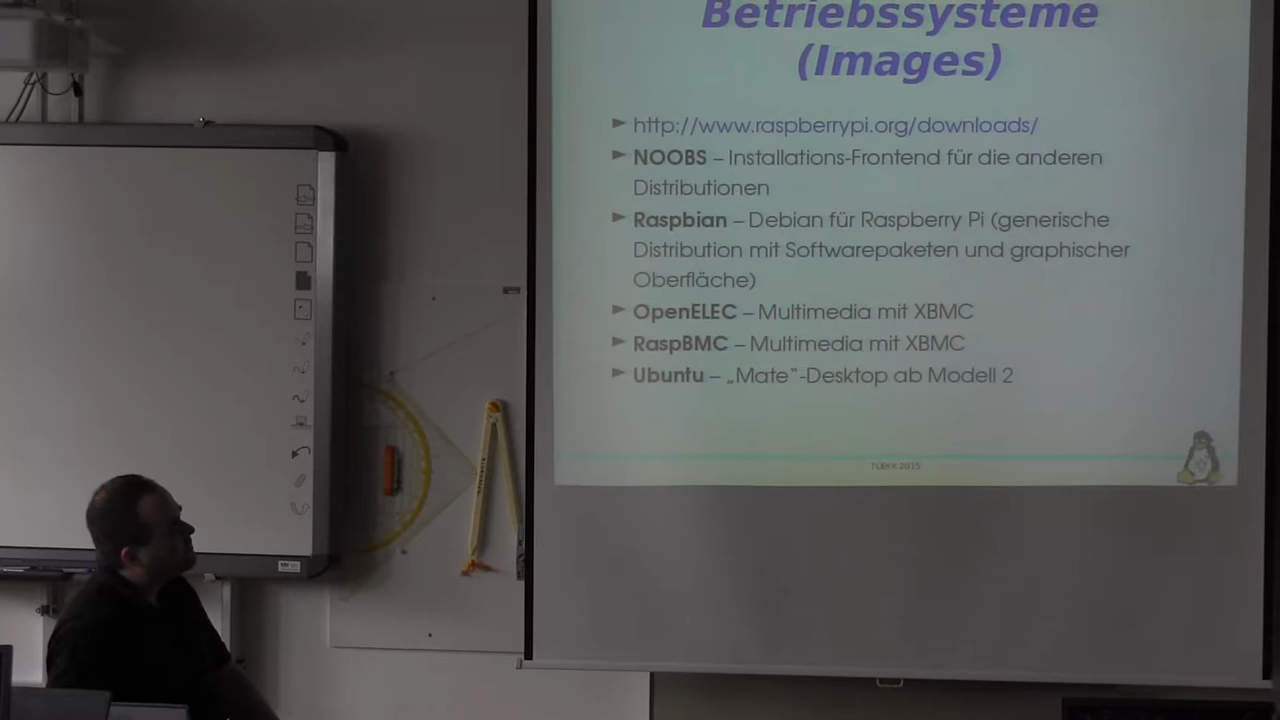 Betriebssysteme
(Images)
http://www.raspberrypi.org/downloads/
NOOBS – Installations-Frontend für die anderen
Distributionen
Raspbian – Debian für Raspberry Pi (generische
Distribution mit Softwarepaketen und graphischer
Oberfläche)
OpenELEC – Multimedia mit XBMC
RaspBMC – Multimedia mit XBMC
Ubuntu – „Mate“-Desktop ab Modell 2
TÜBIX 2015